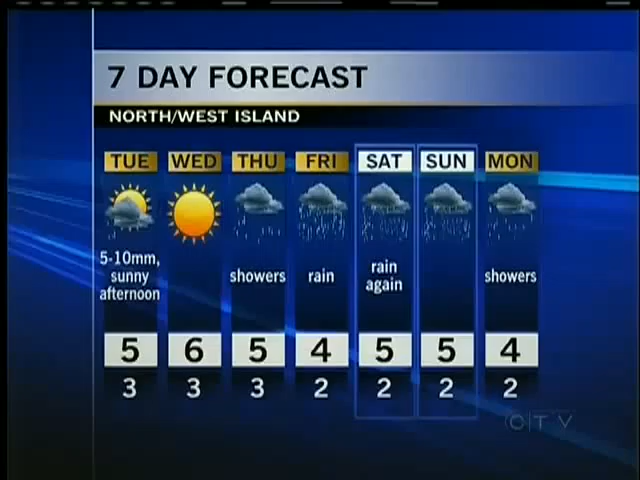 7 DAY FORECAST
NORTH/WEST ISLAND
TUE WED THU FRI SAT SUN MON
5-10mm,
sunny
afternoon
showers
rain
rain
again
showers
5 6 5 4 5 5 4
3 3 3 2 2 2 2
CTV